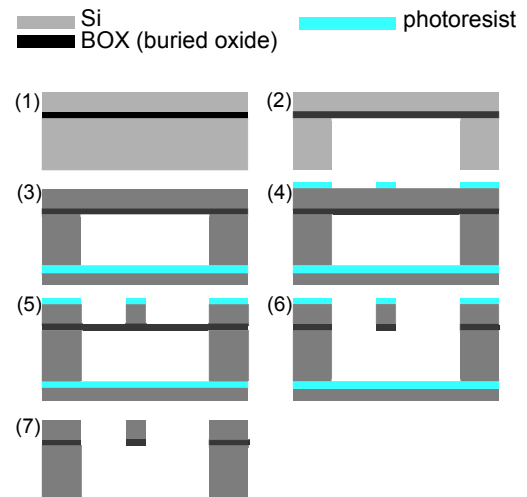 Si
photoresist
BOX (buried oxide)
(1)
(2)
(3)
(4)
(5)
(6)
(7)